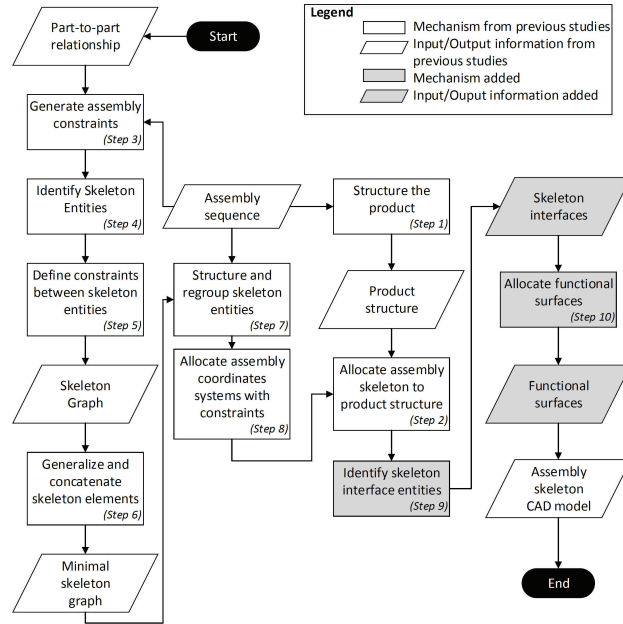 Part-to-part
relationship
Start
Legend
Mechanism from previous studies
Input/Output information from
previous studies
Mechanism added
Input/Ouput information added
Generate assembly
constraints
(Step 3)
Identify Skeleton
Entities
(Step 4)
Assembly
sequence
Structure the
product
(Step 1)
Skeleton
interfaces
Define constraints
between skeleton
entities
(Step 5)
Structure and
regroup skeleton
entities
(Step 7)
Product
structure
Allocate functional
surfaces
(Step 10)
Skeleton
Graph
Allocate assembly
coordinates
systems with
constraints
(Step 8)
Allocate assembly
skeleton to
product structure
(Step 2)
Functional
surfaces
Generalize and
concatenate
skeleton elements
(Step 6)
Identify skeleton
interface entities
(Step 9)
Assembly
skeleton
CAD model
Minimal
skeleton
graph
End